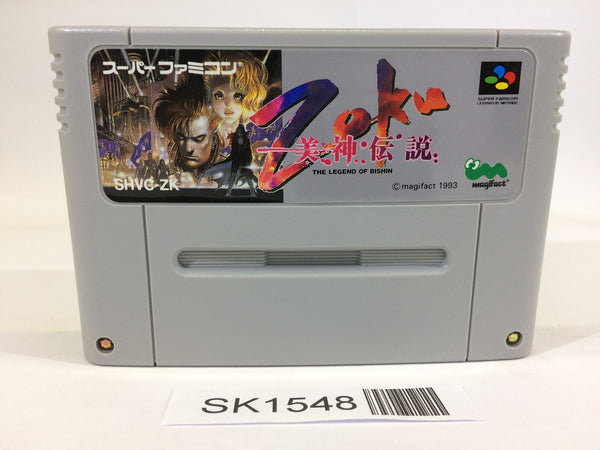 スーパーファミコン
SHVC-ZK
Zoku
美神伝説
THE LEGEND OF BISHIN
©magifact 1993
SUPER FAMICOM
LICENSED BY NINTENDO
magifact
SK1548